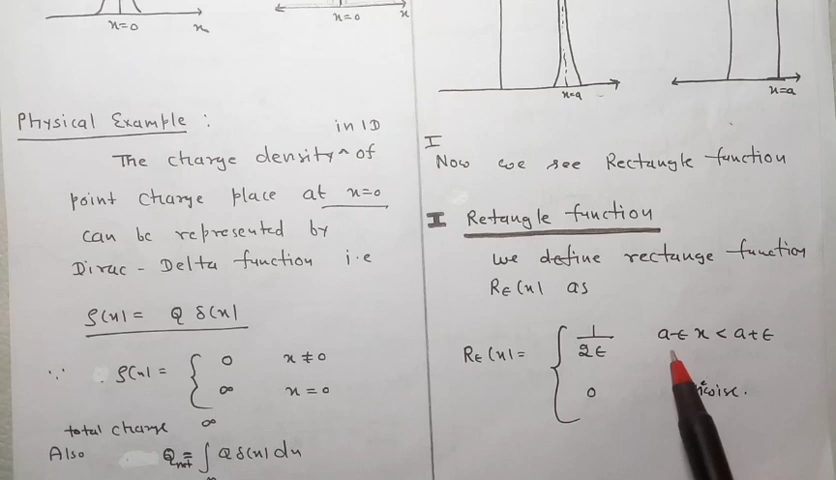 x=0
x
x=0
x
Physical Example :
in 1D
The charge density ^ of
point charge place at x=0
can be represented by
Dirac - Delta function i.e
ρ(x) = Q δ(x)
∵ ρ(x) = { 0 x ≠ 0
∞ x = 0
total charge
∞
Also Qnet = ∫ Q δ(x) dx
x=a
x=a
I
Now we see Rectangle function
I Retangle function
we define rectange function
Rϵ(x) as
Rϵ(x) = { 1/2ϵ a-ϵ x < a+ϵ
0